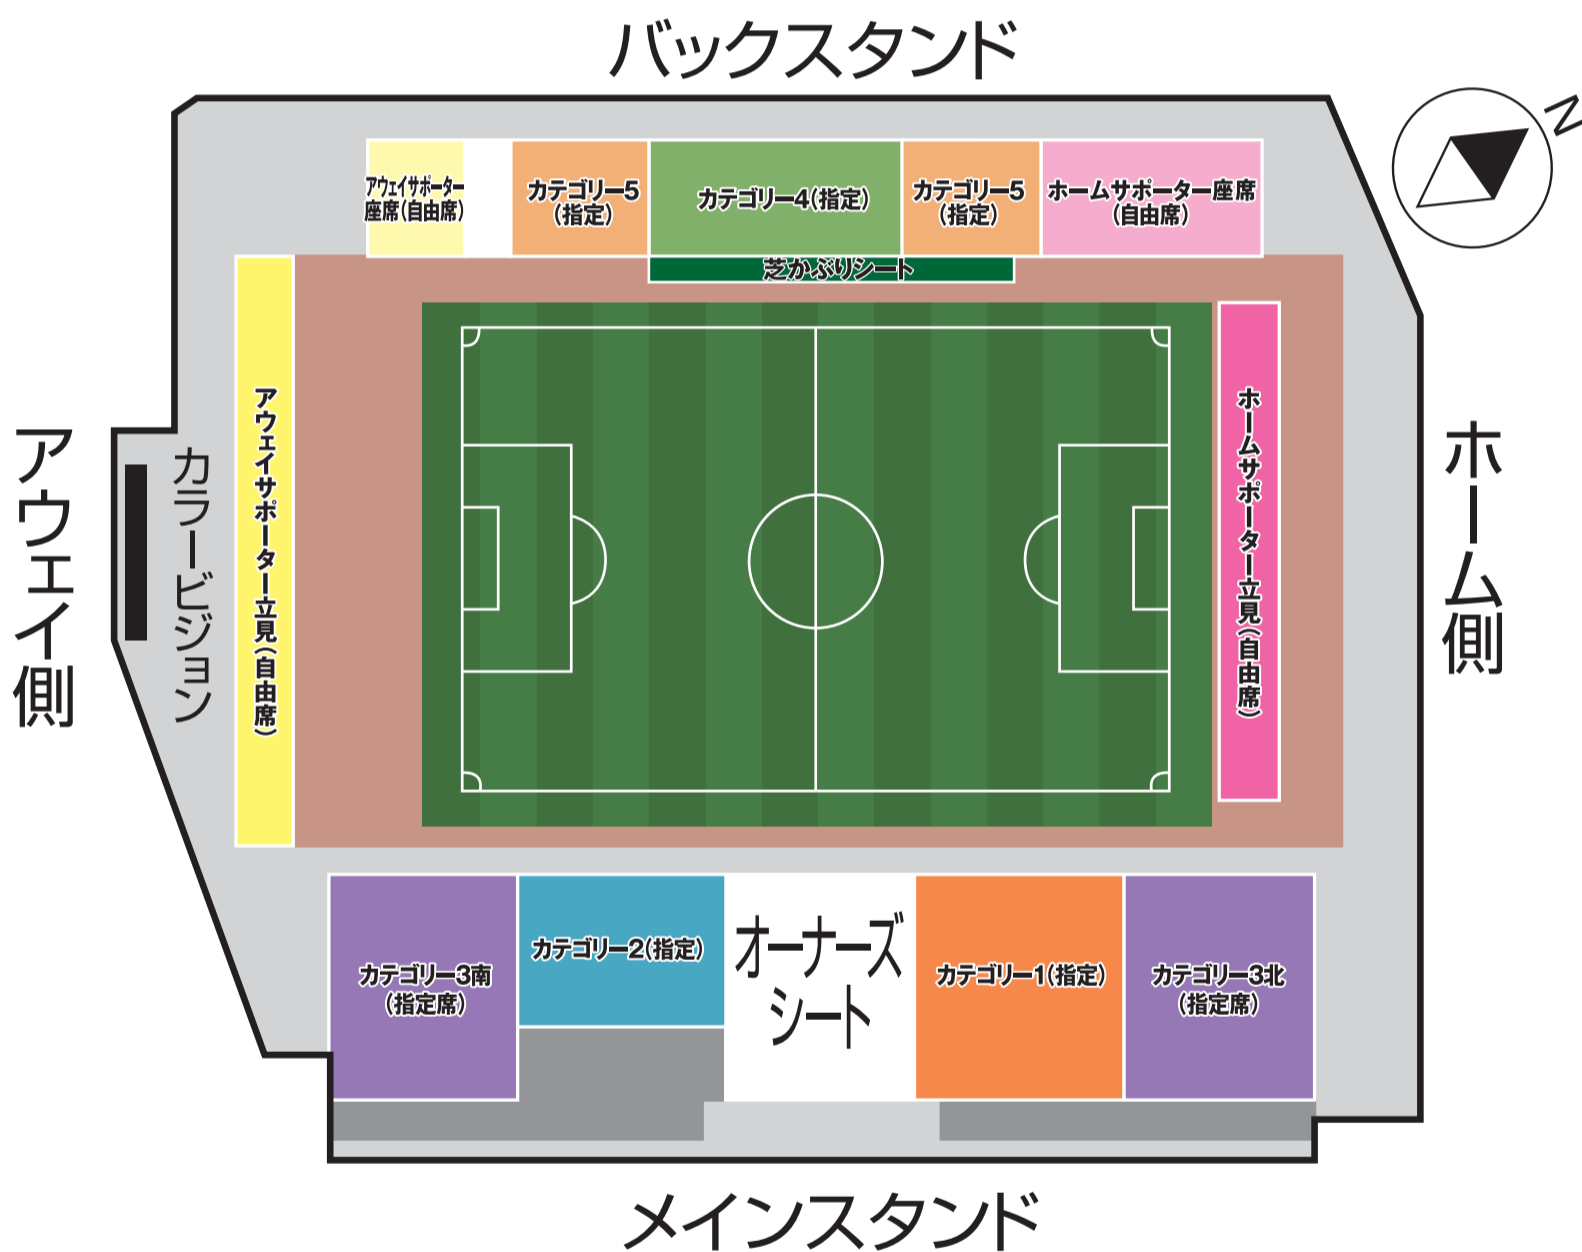 バックスタンド
N
アウェイサポーター
座席(自由席)
カテゴリー5
(指定)
カテゴリー4(指定)
カテゴリー5
(指定)
ホームサポーター座席
(自由席)
芝かぶりシート
アウェイ側
カラービジョン
アウェイサポーター立見(自由席)
ホームサポーター立見(自由席)
ホーム側
カテゴリー3南
(指定席)
カテゴリー2(指定)
オーナーズ
シート
カテゴリー1(指定)
カテゴリー3北
(指定席)
メインスタンド